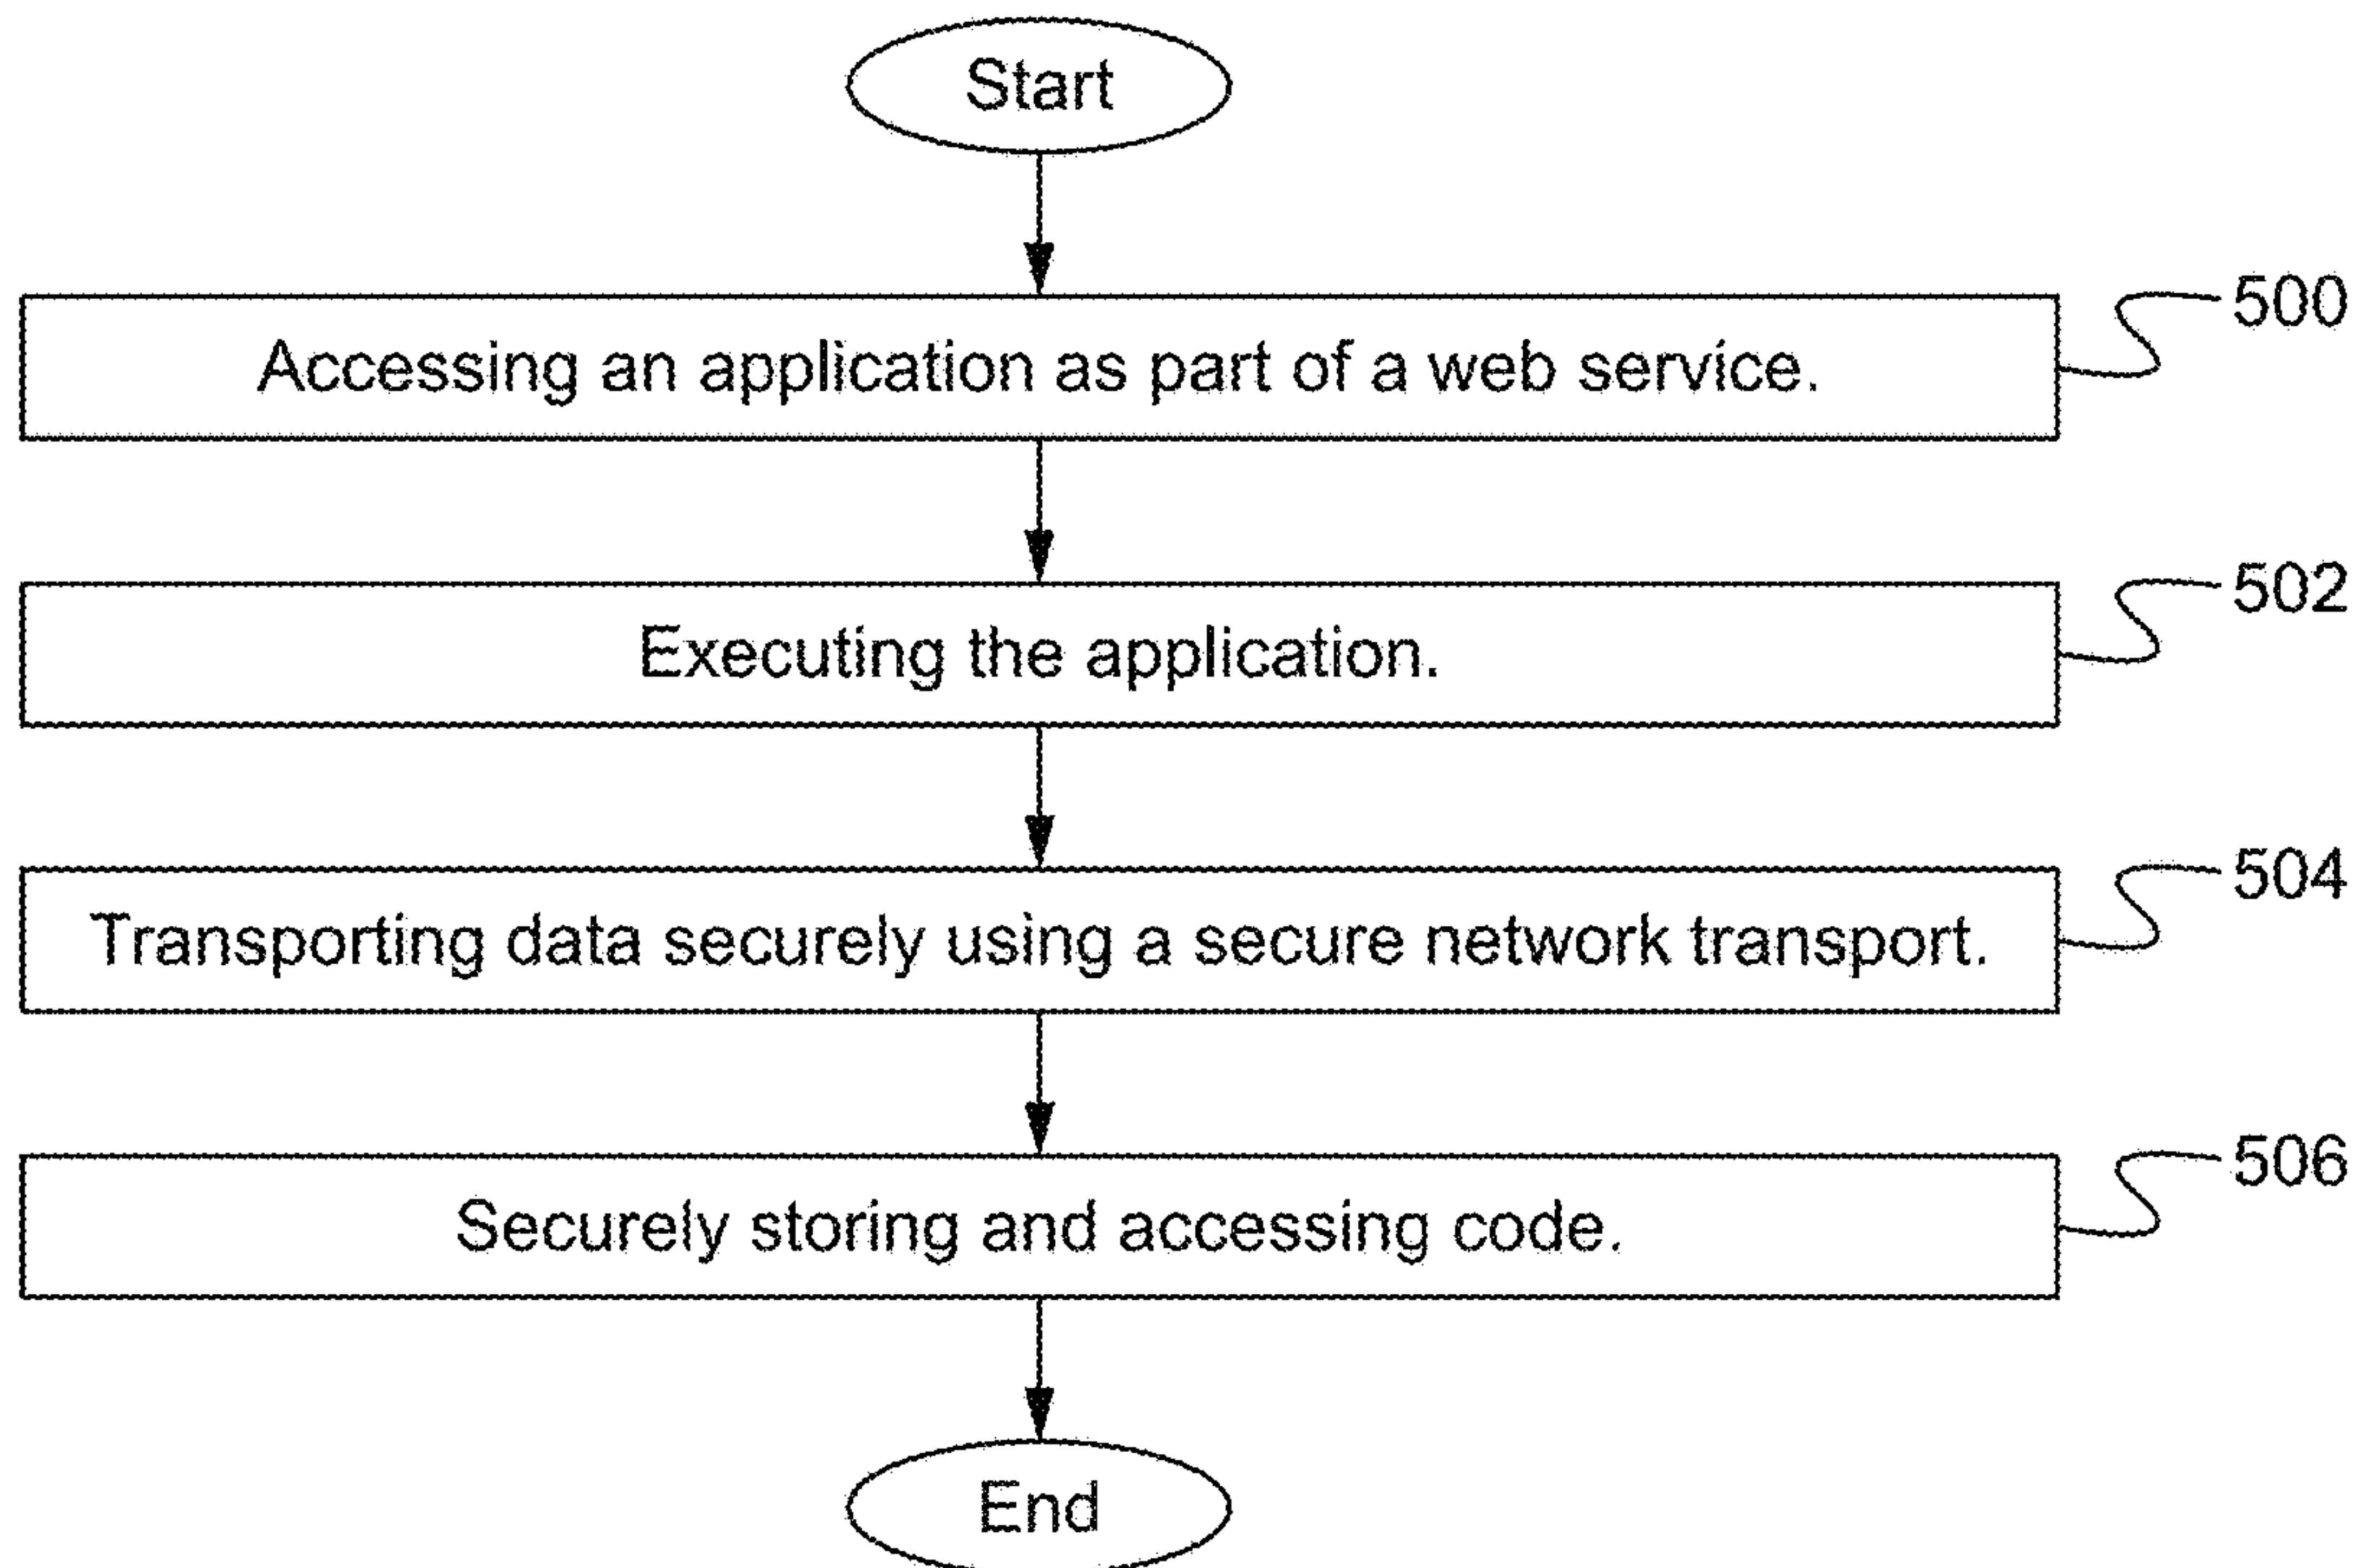 Start
Accessing an application as part of a web service.
500
Executing the application.
502
Transporting data securely using a secure network transport.
504
Securely storing and accessing code.
506
End